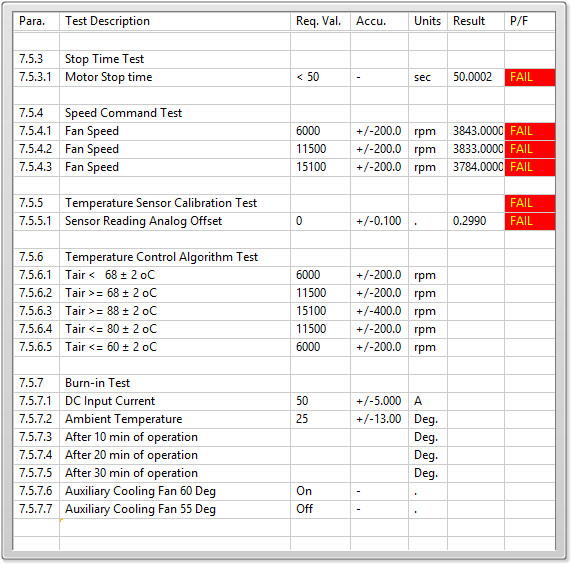 Para. Test Description Req. Val. Accu. Units Result P/F
7.5.3 Stop Time Test
7.5.3.1 Motor Stop time < 50 - sec 50.0002 FAIL
7.5.4 Speed Command Test
7.5.4.1 Fan Speed 6000 +/-200.0 rpm 3843.0000 FAIL
7.5.4.2 Fan Speed 11500 +/-200.0 rpm 3833.0000 FAIL
7.5.4.3 Fan Speed 15100 +/-200.0 rpm 3784.0000 FAIL
7.5.5 Temperature Sensor Calibration Test FAIL
7.5.5.1 Sensor Reading Analog Offset 0 +/-0.100 . 0.2990 FAIL
7.5.6 Temperature Control Algorithm Test
7.5.6.1 Tair < 68 ± 2 oC 6000 +/-200.0 rpm
7.5.6.2 Tair >= 68 ± 2 oC 11500 +/-200.0 rpm
7.5.6.3 Tair >= 88 ± 2 oC 15100 +/-400.0 rpm
7.5.6.4 Tair <= 80 ± 2 oC 11500 +/-200.0 rpm
7.5.6.5 Tair <= 60 ± 2 oC 6000 +/-200.0 rpm
7.5.7 Burn-in Test
7.5.7.1 DC Input Current 50 +/-5.000 A
7.5.7.2 Ambient Temperature 25 +/-13.00 Deg.
7.5.7.3 After 10 min of operation Deg.
7.5.7.4 After 20 min of operation Deg.
7.5.7.5 After 30 min of operation Deg.
7.5.7.6 Auxiliary Cooling Fan 60 Deg On - .
7.5.7.7 Auxiliary Cooling Fan 55 Deg Off - .